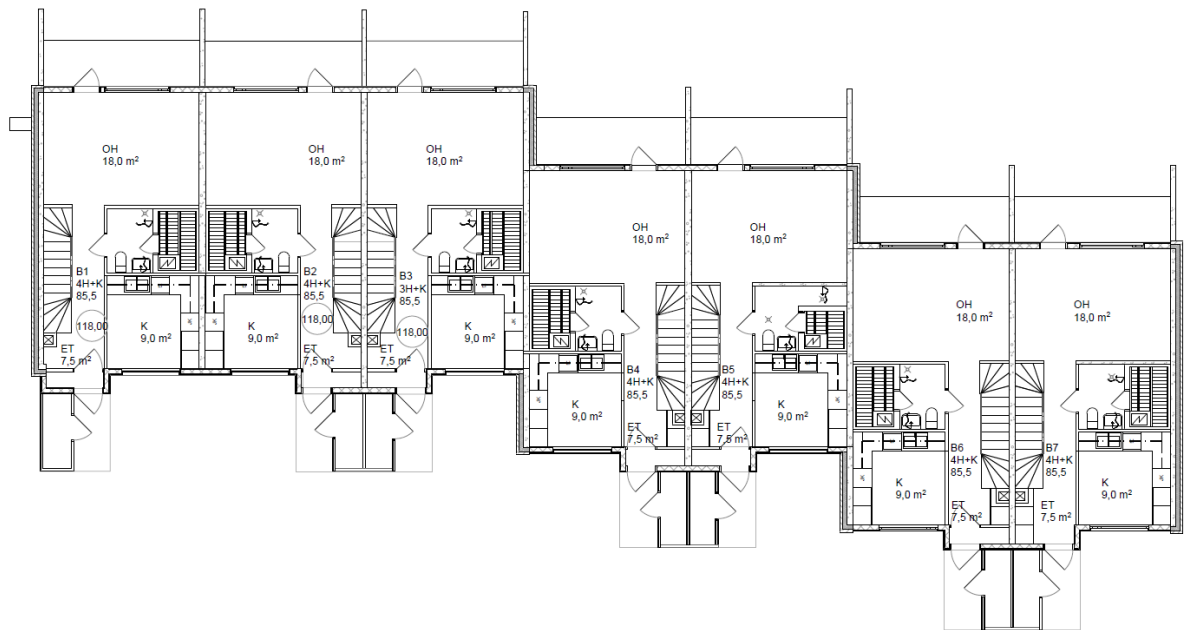 OH
18,0 m²
OH
18,0 m²
OH
18,0 m²
B1
4H+K
85,5
118,00
K
9,0 m²
ET
7,5 m²
B2
4H+K
85,5
118,00
K
9,0 m²
ET
7,5 m²
B3
3H+K
85,5
118,00
K
9,0 m²
ET
7,5 m²
OH
18,0 m²
OH
18,0 m²
B4
4H+K
85,5
K
9,0 m²
ET
7,5 m²
B5
4H+K
85,5
K
9,0 m²
ET
7,5 m²
OH
18,0 m²
OH
18,0 m²
B6
4H+K
85,5
K
9,0 m²
ET
7,5 m²
B7
4H+K
85,5
K
9,0 m²
ET
7,5 m²